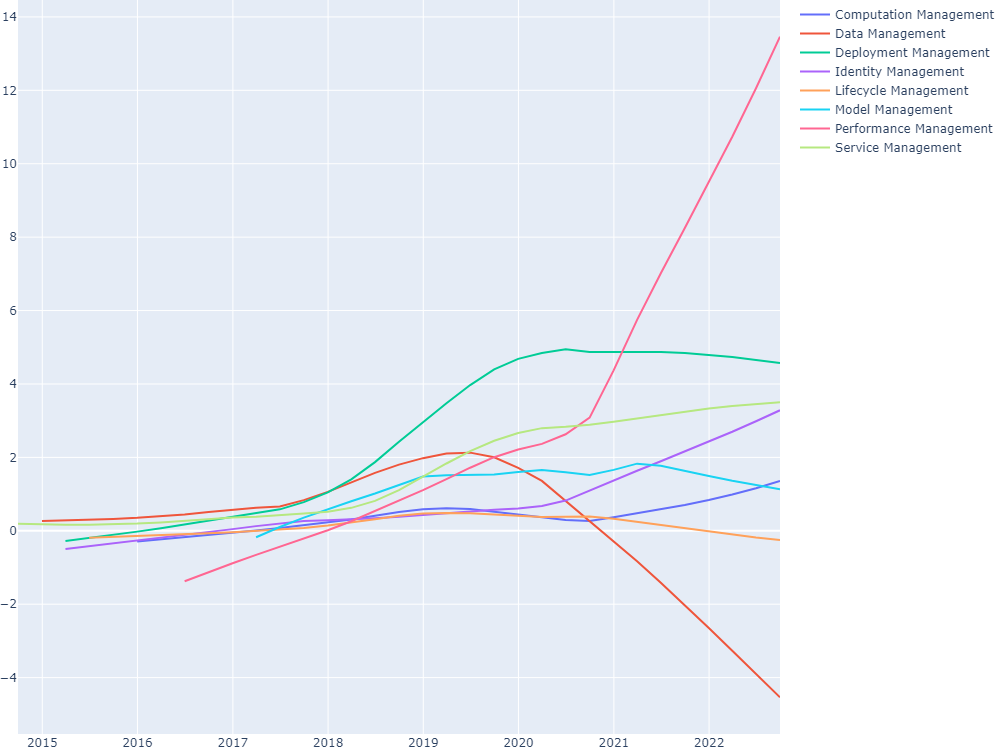 Computation Management
Data Management
Deployment Management
Identity Management
Lifecycle Management
Model Management
Performance Management
Service Management
14
12
10
8
6
4
2
0
−2
−4
2015 2016 2017 2018 2019 2020 2021 2022